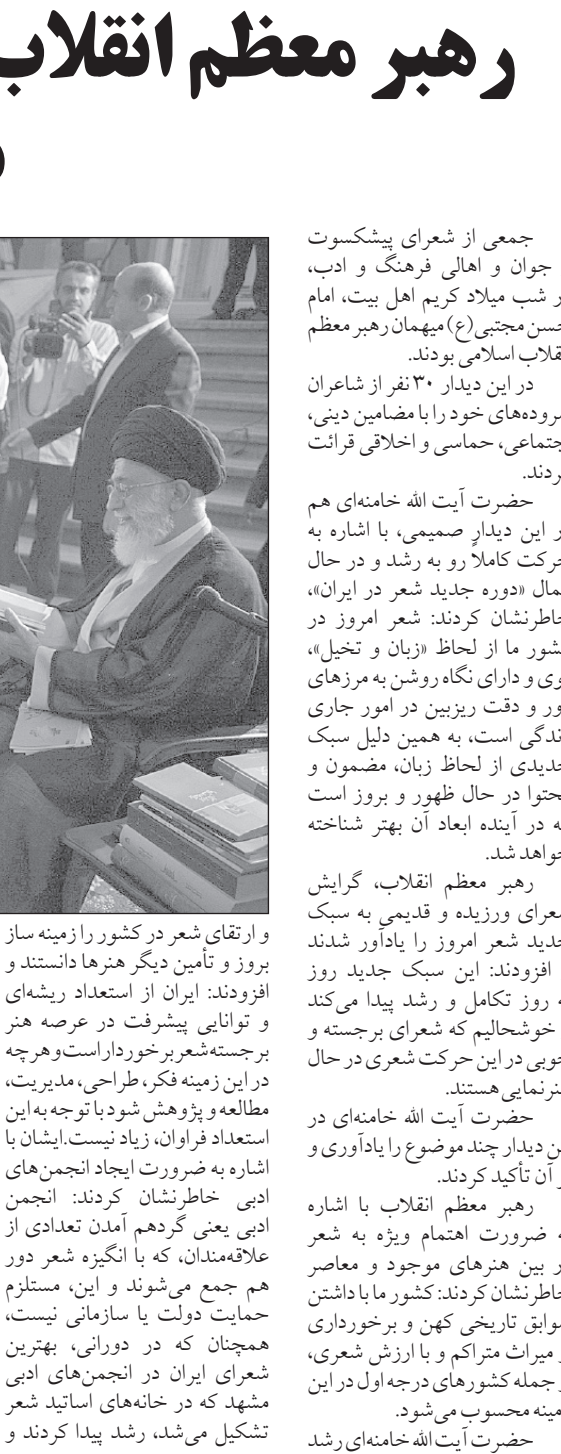 رهبر معظم انقلاب
جمعی از شعرای پیشکسوت
جوان و اهالی فرهنگ و ادب،
ر شب میلاد کریم اهل بیت، امام
حسن مجتبی(ع) میهمان رهبر معظم
نقلاب اسلامی بودند.
در این دیدار ۳۰ نفر از شاعران
سروده‌های خود را با مضامین دینی،
جتماعی، حماسی و اخلاقی قرائت
کردند.
حضرت آیت الله خامنه‌ای هم
ر این دیدار صمیمی، با اشاره به
حرکت کاملاً رو به رشد و در حال
کمال «دوره جدید شعر در ایران»،
خاطرنشان کردند: شعر امروز در
کشور ما از لحاظ «زبان و تخیل»،
وی و دارای نگاه روشن به مرزهای
ور و دقت ریزبین در امور جاری
زندگی است، به همین دلیل سبک
جدیدی از لحاظ زبان، مضمون و
محتوا در حال ظهور و بروز است
که در آینده ابعاد آن بهتر شناخته
خواهد شد.
رهبر معظم انقلاب، گرایش
شعرای ورزیده و قدیمی به سبک
جدید شعر امروز را یادآور شدند
افزودند: این سبک جدید روز
به روز تکامل و رشد پیدا می‌کند
خوشحالیم که شعرای برجسته و
خوبی در این حرکت شعری در حال
هنرنمایی هستند.
حضرت آیت الله خامنه‌ای در
ین دیدار چند موضوع را یادآوری و
ر آن تأکید کردند.
رهبر معظم انقلاب با اشاره
به ضرورت اهتمام ویژه به شعر
ر بین هنرهای موجود و معاصر
خاطرنشان کردند: کشور ما با داشتن
سوابق تاریخی کهن و برخورداری
ز میراث متراکم و با ارزش شعری،
ز جمله کشورهای درجه اول در این
زمینه محسوب می‌شود.
حضرت آیت الله خامنه‌ای رشد
و ارتقای شعر در کشور را زمینه ساز
بروز و تأمین دیگر هنرها دانستند و
افزودند: ایران از استعداد ریشه‌ای
و توانایی پیشرفت در عرصه هنر
برجسته شعر برخوردار است و هر چه
در این زمینه فکر، طراحی، مدیریت،
مطالعه و پژوهش شود با توجه به این
استعداد فراوان، زیاد نیست.ایشان با
اشاره به ضرورت ایجاد انجمن‌های
ادبی خاطرنشان کردند: انجمن
ادبی یعنی گردهم آمدن تعدادی از
علاقه‌مندان، که با انگیزه شعر دور
هم جمع می‌شوند و این، مستلزم
حمایت دولت یا سازمانی نیست،
همچنان که در دورانی، بهترین
شعرای ایران در انجمن‌های ادبی
مشهد که در خانه‌های اساتید شعر
تشکیل می‌شد، رشد پیدا کردند و